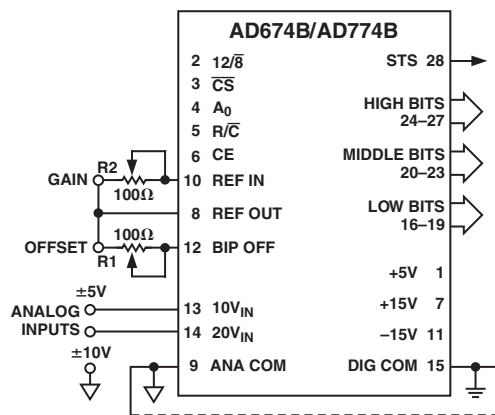 AD674B/AD774B
2 12/8̅
3 C̅S̅
4 A₀
5 R/C̅
6 CE
10 REF IN
8 REF OUT
12 BIP OFF
13 10VIN
14 20VIN
9 ANA COM
STS 28
HIGH BITS
24–27
MIDDLE BITS
20–23
LOW BITS
16–19
+5V 1
+15V 7
–15V 11
DIG COM 15
GAIN
R2
100Ω
OFFSET
100Ω
R1
±5V
ANALOG
INPUTS
±10V